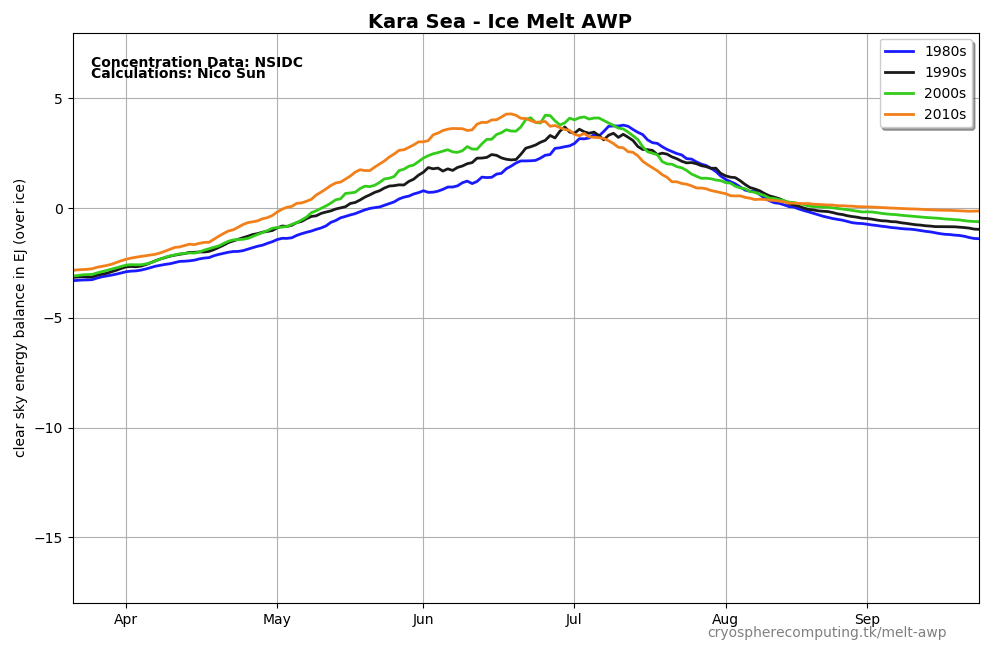 Kara Sea - Ice Melt AWP
Concentration Data: NSIDC
Calculations: Nico Sun
1980s
1990s
2000s
2010s
clear sky energy balance in EJ (over ice)
5
0
−5
−10
−15
Apr May Jun Jul Aug Sep
cryospherecomputing.tk/melt-awp